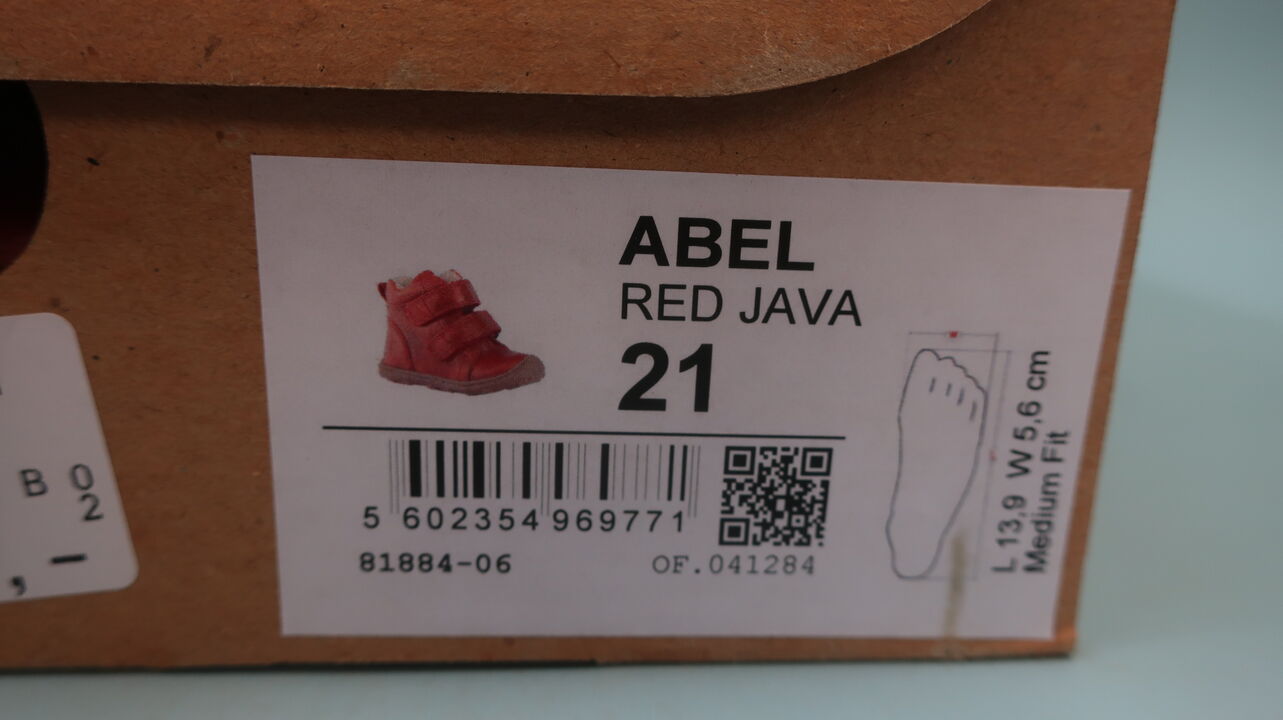 ABEL
RED JAVA
21
5 602354 969771
81884-06
OF.041284
L 13,9 W 5,6 cm
Medium Fit
B 0
2
,-